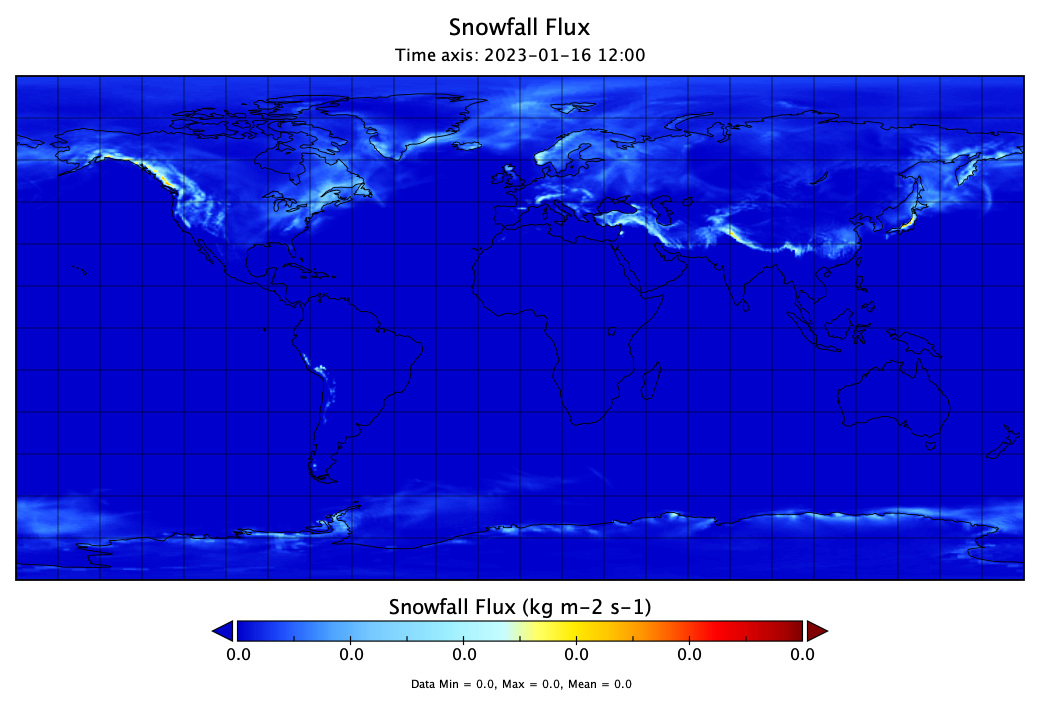 Snowfall Flux
Time axis: 2023-01-16 12:00
Snowfall Flux (kg m-2 s-1)
0.0 0.0 0.0 0.0 0.0 0.0
Data Min = 0.0, Max = 0.0, Mean = 0.0